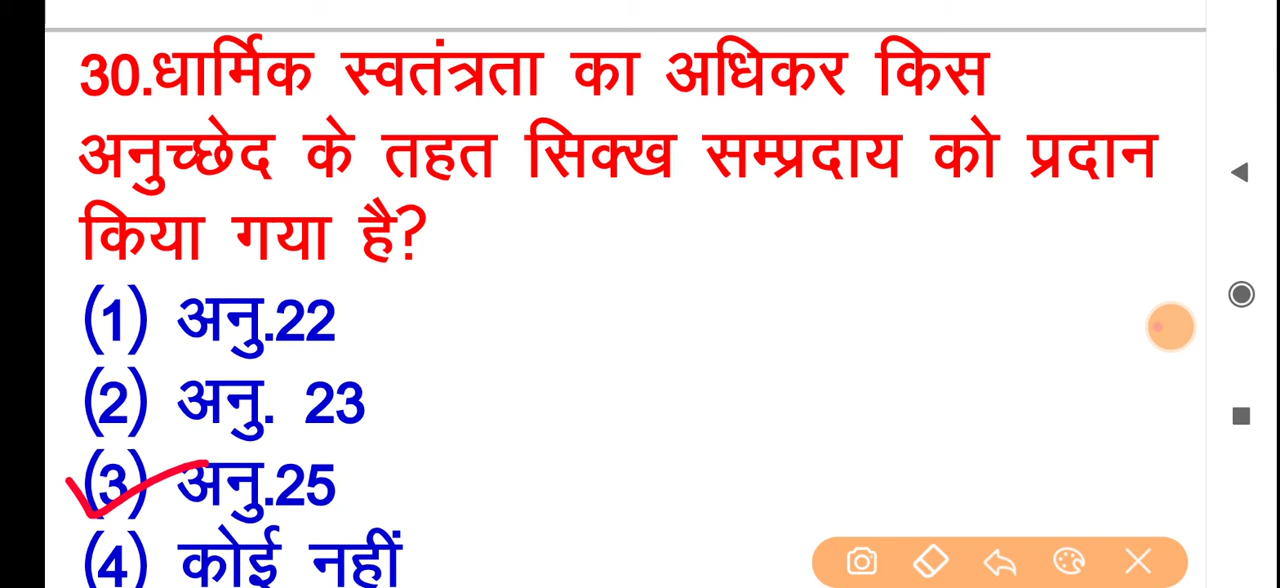 30.धार्मिक स्वतंत्रता का अधिकर किस
अनुच्छेद के तहत सिक्ख सम्प्रदाय को प्रदान
किया गया है?
(1) अनु.22
(2) अनु. 23
(3) अनु.25
(4) कोई नहीं